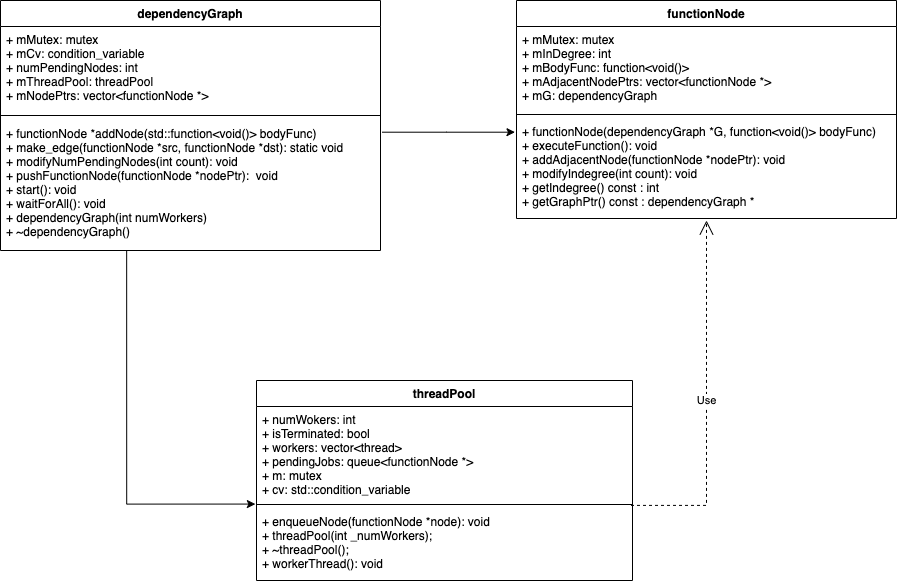 dependencyGraph
+ mMutex: mutex
+ mCv: condition_variable
+ numPendingNodes: int
+ mThreadPool: threadPool
+ mNodePtrs: vector<functionNode *>
+ functionNode *addNode(std::function<void()> bodyFunc)
+ make_edge(functionNode *src, functionNode *dst): static void
+ modifyNumPendingNodes(int count): void
+ pushFunctionNode(functionNode *nodePtr):  void
+ start(): void
+ waitForAll(): void
+ dependencyGraph(int numWorkers)
+ ~dependencyGraph()
functionNode
+ mMutex: mutex
+ mInDegree: int
+ mBodyFunc: function<void()>
+ mAdjacentNodePtrs: vector<functionNode *>
+ mG: dependencyGraph
+ functionNode(dependencyGraph *G, function<void()> bodyFunc)
+ executeFunction(): void
+ addAdjacentNode(functionNode *nodePtr): void
+ modifyIndegree(int count): void
+ getIndegree() const : int
+ getGraphPtr() const : dependencyGraph *
Use
threadPool
+ numWokers: int
+ isTerminated: bool
+ workers: vector<thread>
+ pendingJobs: queue<functionNode *>
+ m: mutex
+ cv: std::condition_variable
+ enqueueNode(functionNode *node): void
+ threadPool(int _numWorkers);
+ ~threadPool();
+ workerThread(): void